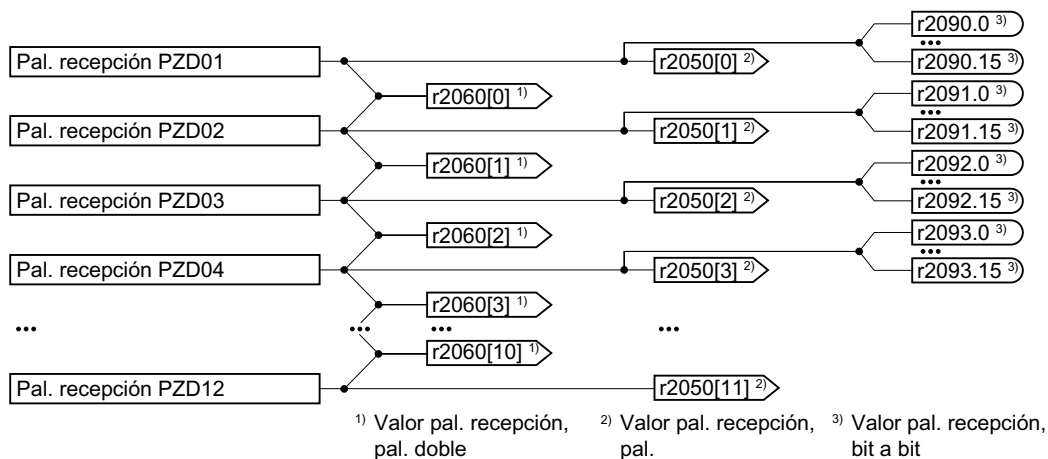 r2090.0 3)
...
Pal. recepción PZD01 r2050[0] 2) r2090.15 3)
r2060[0] 1) r2091.0 3)
...
Pal. recepción PZD02 r2050[1] 2) r2091.15 3)
r2060[1] 1) r2092.0 3)
...
Pal. recepción PZD03 r2050[2] 2) r2092.15 3)
r2060[2] 1) r2093.0 3)
...
Pal. recepción PZD04 r2050[3] 2) r2093.15 3)
r2060[3] 1)
... ... ... ...
r2060[10] 1)
Pal. recepción PZD12 r2050[11] 2)
1) Valor pal. recepción, 2) Valor pal. recepción, 3) Valor pal. recepción,
pal. doble pal. bit a bit